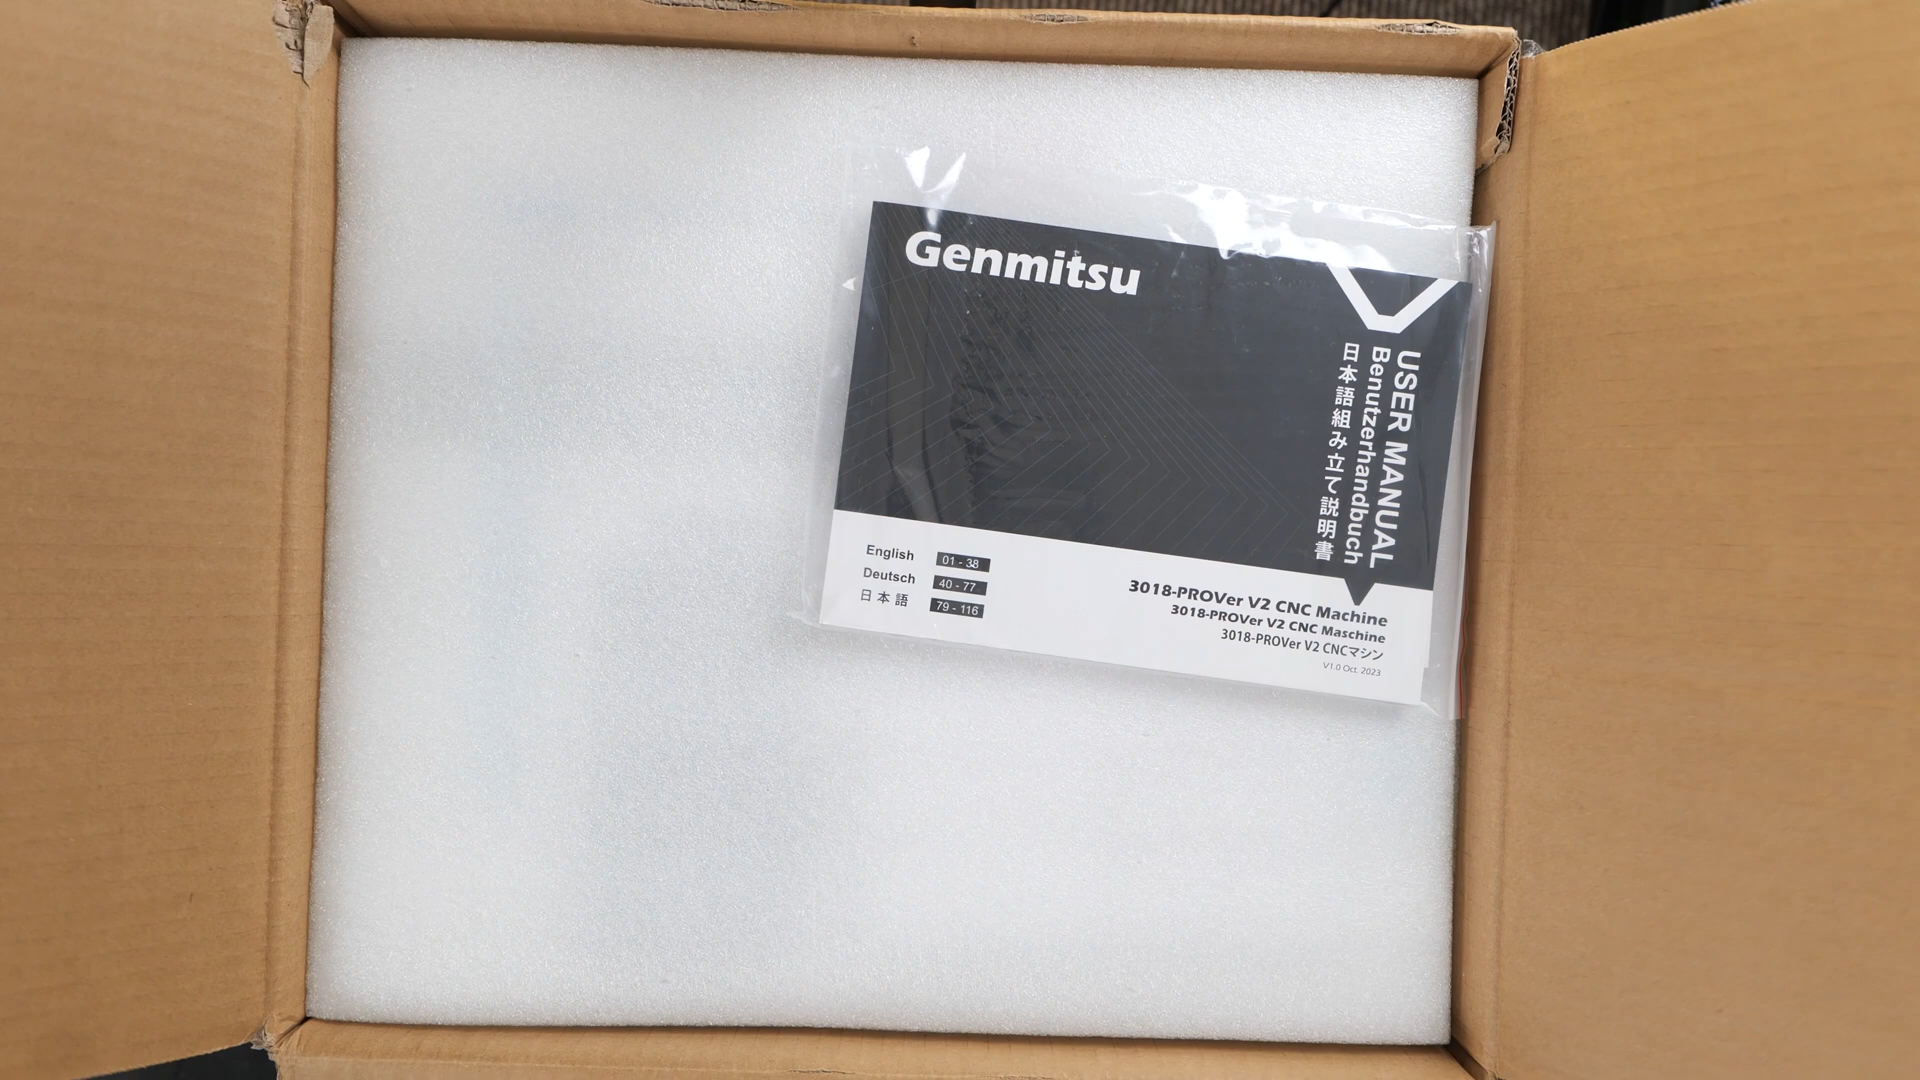 Genmitsu
USER MANUAL
Benutzerhandbuch
日本語組み立て説明書
English 01 - 38
Deutsch 40 - 77
日本語 79 - 116
3018-PROVer V2 CNC Machine
3018-PROVer V2 CNC Maschine
3018-PROVer V2 CNCマシン
V1.0 Oct. 2023